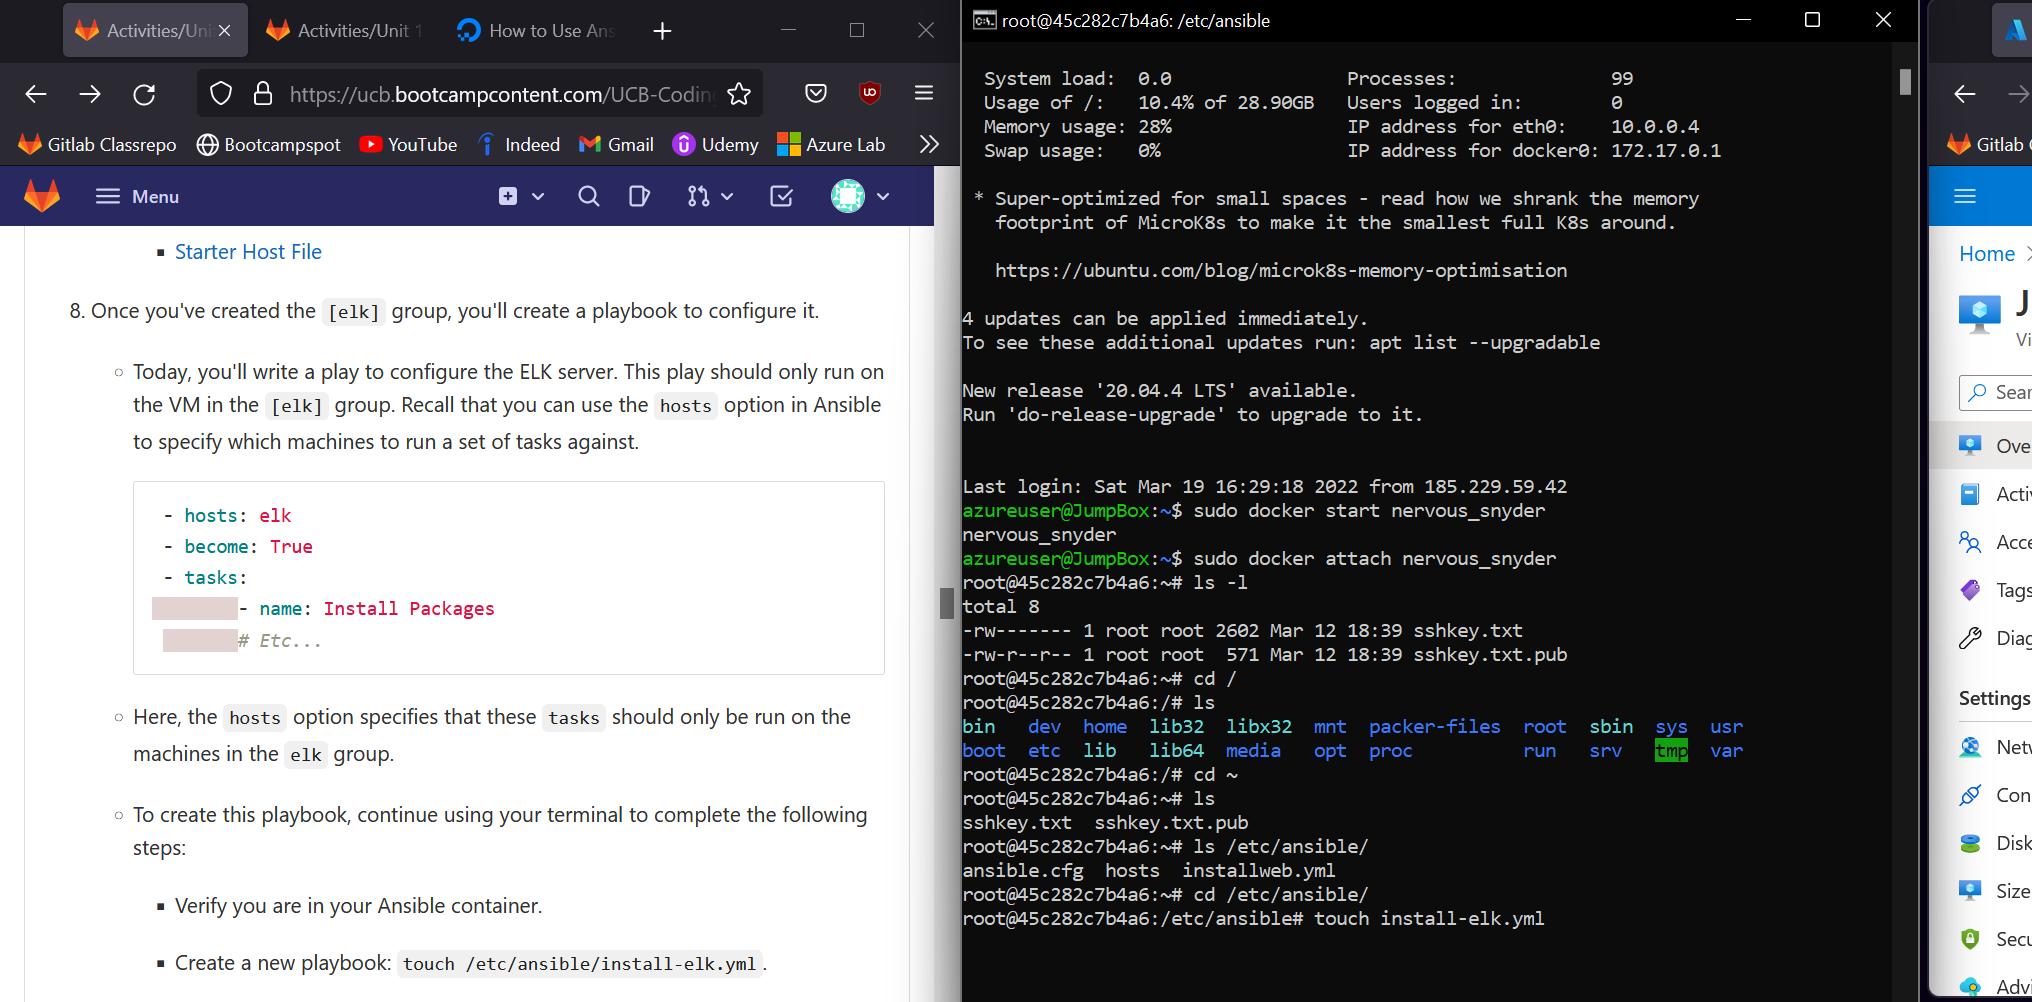 Activities/Uni
Activities/Unit 1
How to Use Ans
https://ucb.bootcampcontent.com/UCB-Coding
Gitlab Classrepo
Bootcampspot
YouTube
Indeed
Gmail
Udemy
Azure Lab
Menu
Starter Host File
8. Once you've created the [elk] group, you'll create a playbook to configure it.
Today, you'll write a play to configure the ELK server. This play should only run on
the VM in the [elk] group. Recall that you can use the hosts option in Ansible
to specify which machines to run a set of tasks against.
- hosts: elk
- become: True
- tasks:
- name: Install Packages
# Etc...
Here, the hosts option specifies that these tasks should only be run on the
machines in the elk group.
To create this playbook, continue using your terminal to complete the following
steps:
Verify you are in your Ansible container.
Create a new playbook: touch /etc/ansible/install-elk.yml.
root@45c282c7b4a6: /etc/ansible
System load:  0.0                Processes:              99
Usage of /:   10.4% of 28.90GB   Users logged in:        0
Memory usage: 28%                IP address for eth0:    10.0.0.4
Swap usage:   0%                 IP address for docker0: 172.17.0.1
* Super-optimized for small spaces - read how we shrank the memory
footprint of MicroK8s to make it the smallest full K8s around.
https://ubuntu.com/blog/microk8s-memory-optimisation
4 updates can be applied immediately.
To see these additional updates run: apt list --upgradable
New release '20.04.4 LTS' available.
Run 'do-release-upgrade' to upgrade to it.
Last login: Sat Mar 19 16:29:18 2022 from 185.229.59.42
azureuser@JumpBox:~$ sudo docker start nervous_snyder
nervous_snyder
azureuser@JumpBox:~$ sudo docker attach nervous_snyder
root@45c282c7b4a6:~# ls -l
total 8
-rw------- 1 root root 2602 Mar 12 18:39 sshkey.txt
-rw-r--r-- 1 root root  571 Mar 12 18:39 sshkey.txt.pub
root@45c282c7b4a6:~# cd /
root@45c282c7b4a6:/# ls
bin   dev  home  lib32  libx32  mnt  packer-files  root  sbin  sys  usr
boot  etc  lib   lib64  media   opt  proc          run   srv   tmp  var
root@45c282c7b4a6:/# cd ~
root@45c282c7b4a6:~# ls
sshkey.txt  sshkey.txt.pub
root@45c282c7b4a6:~# ls /etc/ansible/
ansible.cfg  hosts  installweb.yml
root@45c282c7b4a6:~# cd /etc/ansible/
root@45c282c7b4a6:/etc/ansible# touch install-elk.yml
Gitlab
Home
J
Vi
Sear
Ove
Activ
Acce
Tags
Diag
Settings
Netw
Con
Disk
Size
Secu
Advi